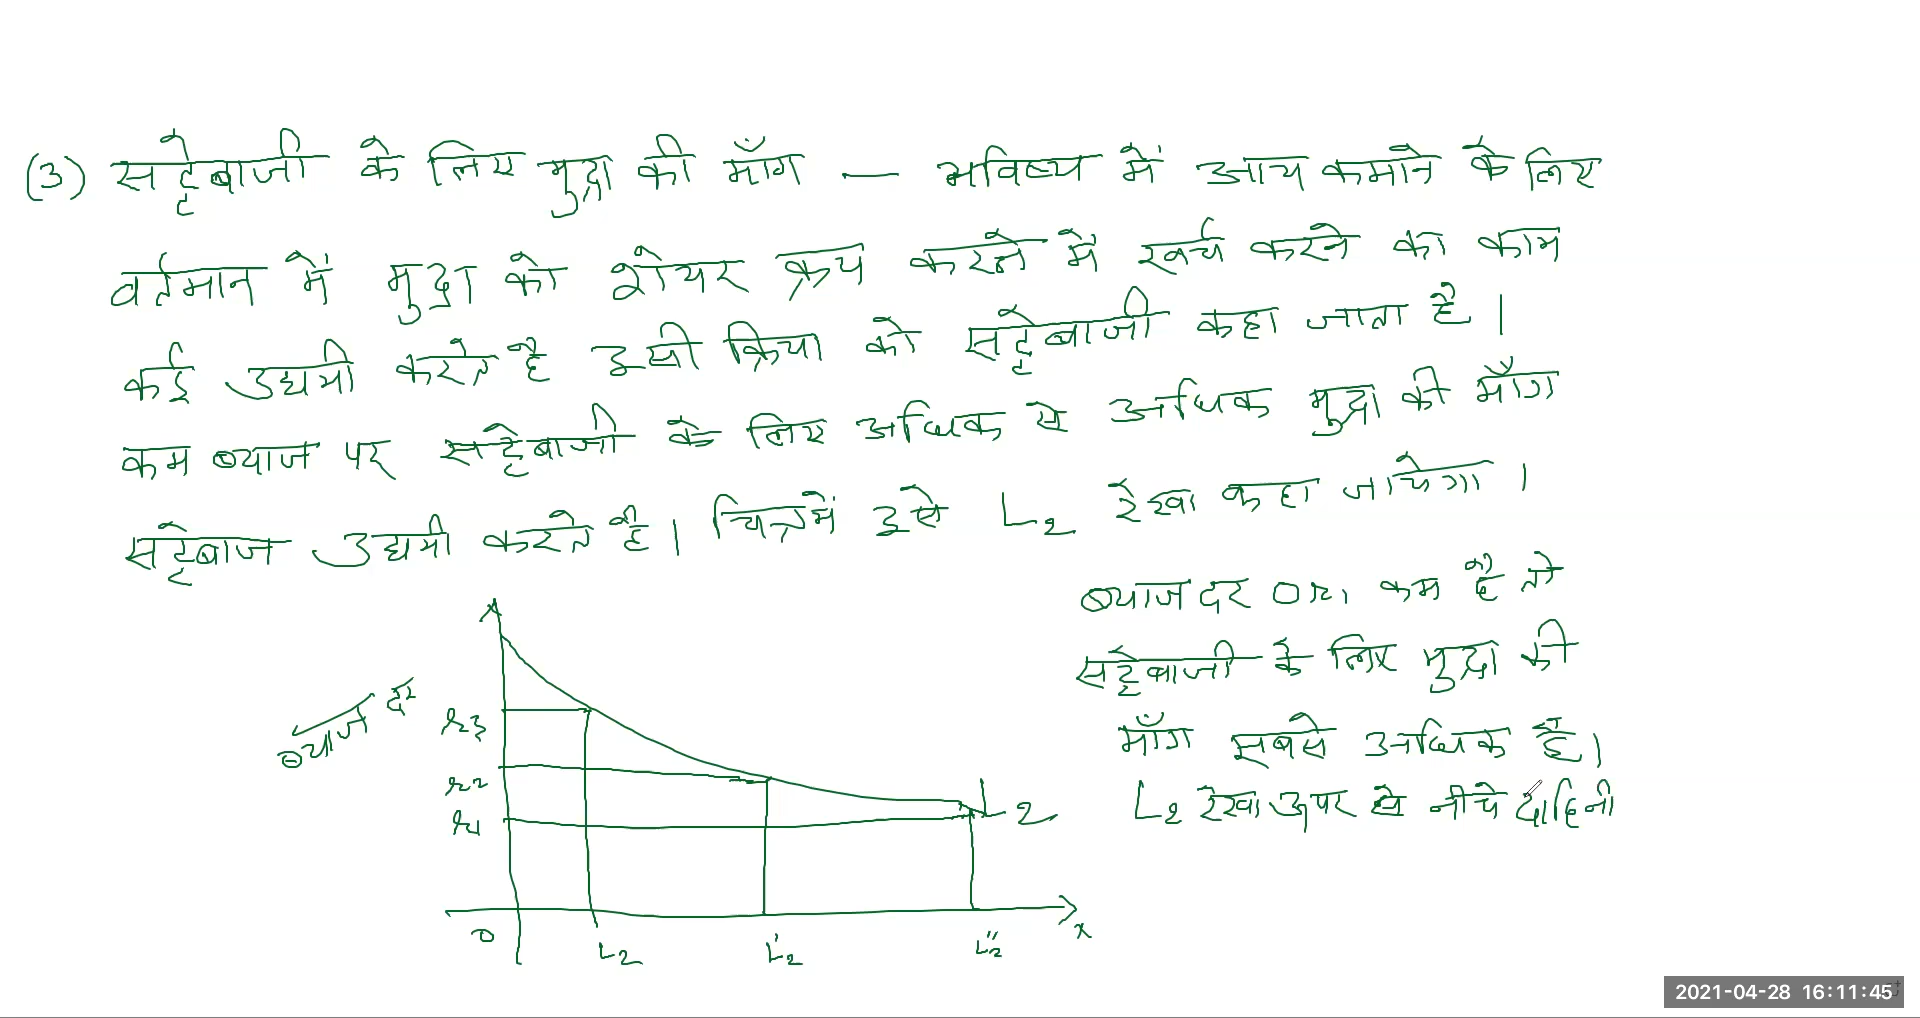 (3) सट्टेबाजी के लिए मुद्रा की माँग — भविष्य में आय कमाने के लिए
वर्तमान में मुद्रा को शेयर क्रय करने में खर्च करने का काम
कई उद्यमी करते है इसी क्रिया को सट्टेबाजी कहा जाता है ।
कम ब्याज पर सट्टेबाजी के लिए अधिक से अधिक मुद्रा की माँग
सट्टेबाज उद्यमी करते है । चित्र में इसे L2 रेखा कहा जायेगा ।
ब्याज दर Or1 कम है तो
सट्टेबाजी के लिए मुद्रा की
माँग सबसे अधिक है ।
L2 रेखा ऊपर से नीचे दाहिनी
ब्याज दर
r3
r2
r1
L2
O
L2
L'2
L"2
x
2021-04-28 16:11:45